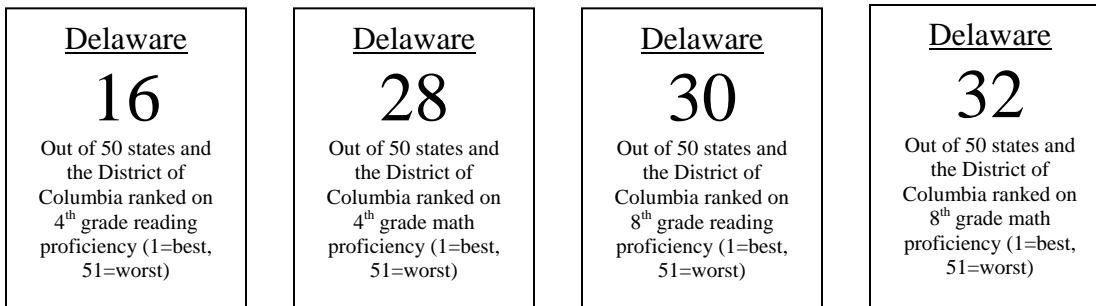 Delaware
16
Out of 50 states and
the District of
Columbia ranked on
4th grade reading
proficiency (1=best,
51=worst)
Delaware
28
Out of 50 states and
the District of
Columbia ranked on
4th grade math
proficiency (1=best,
51=worst)
Delaware
30
Out of 50 states and
the District of
Columbia ranked on
8th grade reading
proficiency (1=best,
51=worst)
Delaware
32
Out of 50 states and
the District of
Columbia ranked on
8th grade math
proficiency (1=best,
51=worst)